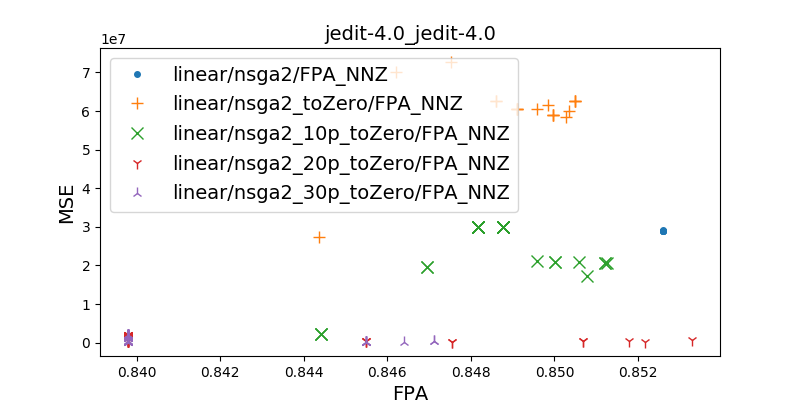 jedit-4.0_jedit-4.0
1e7
7
6
5
4
3
2
1
0
MSE
linear/nsga2/FPA_NNZ
linear/nsga2_toZero/FPA_NNZ
linear/nsga2_10p_toZero/FPA_NNZ
linear/nsga2_20p_toZero/FPA_NNZ
linear/nsga2_30p_toZero/FPA_NNZ
0.840 0.842 0.844 0.846 0.848 0.850 0.852
FPA